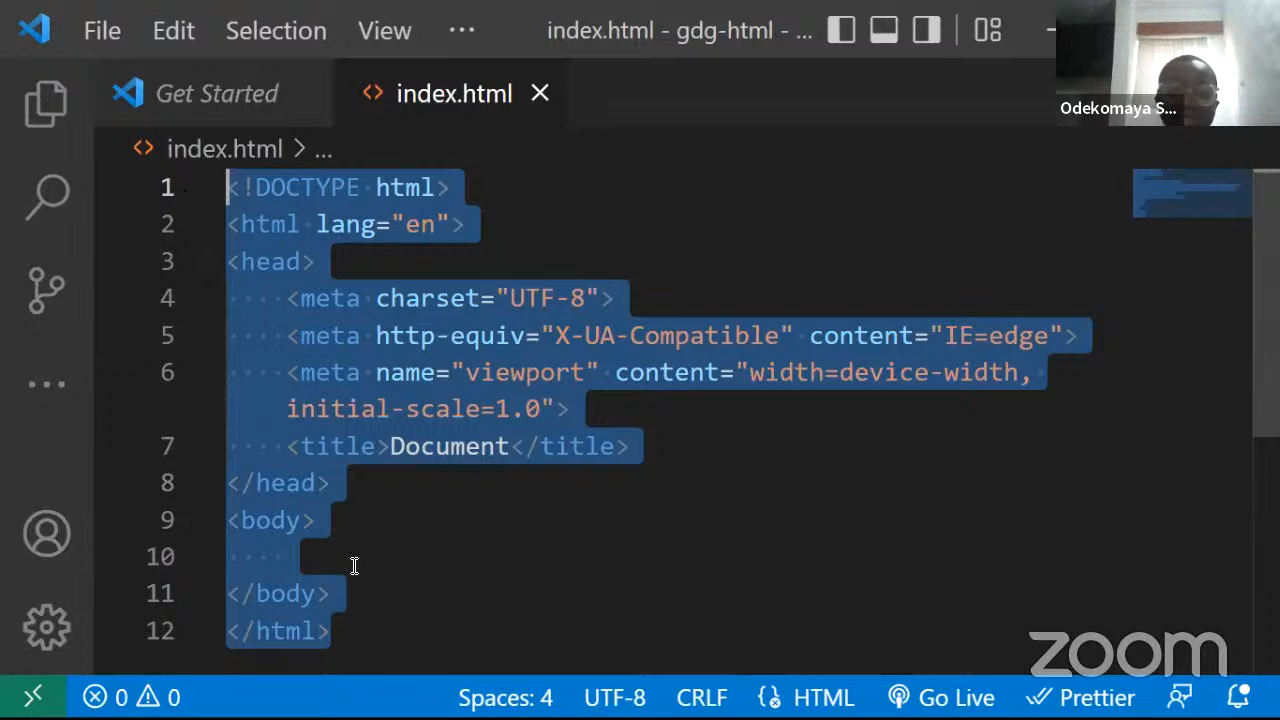 File Edit Selection View ··· index.html - gdg-html - ...
Odekomaya S...
Get Started index.html
index.html > ...
1 <!DOCTYPE html>
2 <html lang="en">
3 <head>
4 <meta charset="UTF-8">
5 <meta http-equiv="X-UA-Compatible" content="IE=edge">
6 <meta name="viewport" content="width=device-width,
initial-scale=1.0">
7 <title>Document</title>
8 </head>
9 <body>
10
11 </body>
12 </html>
zoom
0 0 Spaces: 4 UTF-8 CRLF HTML Go Live Prettier